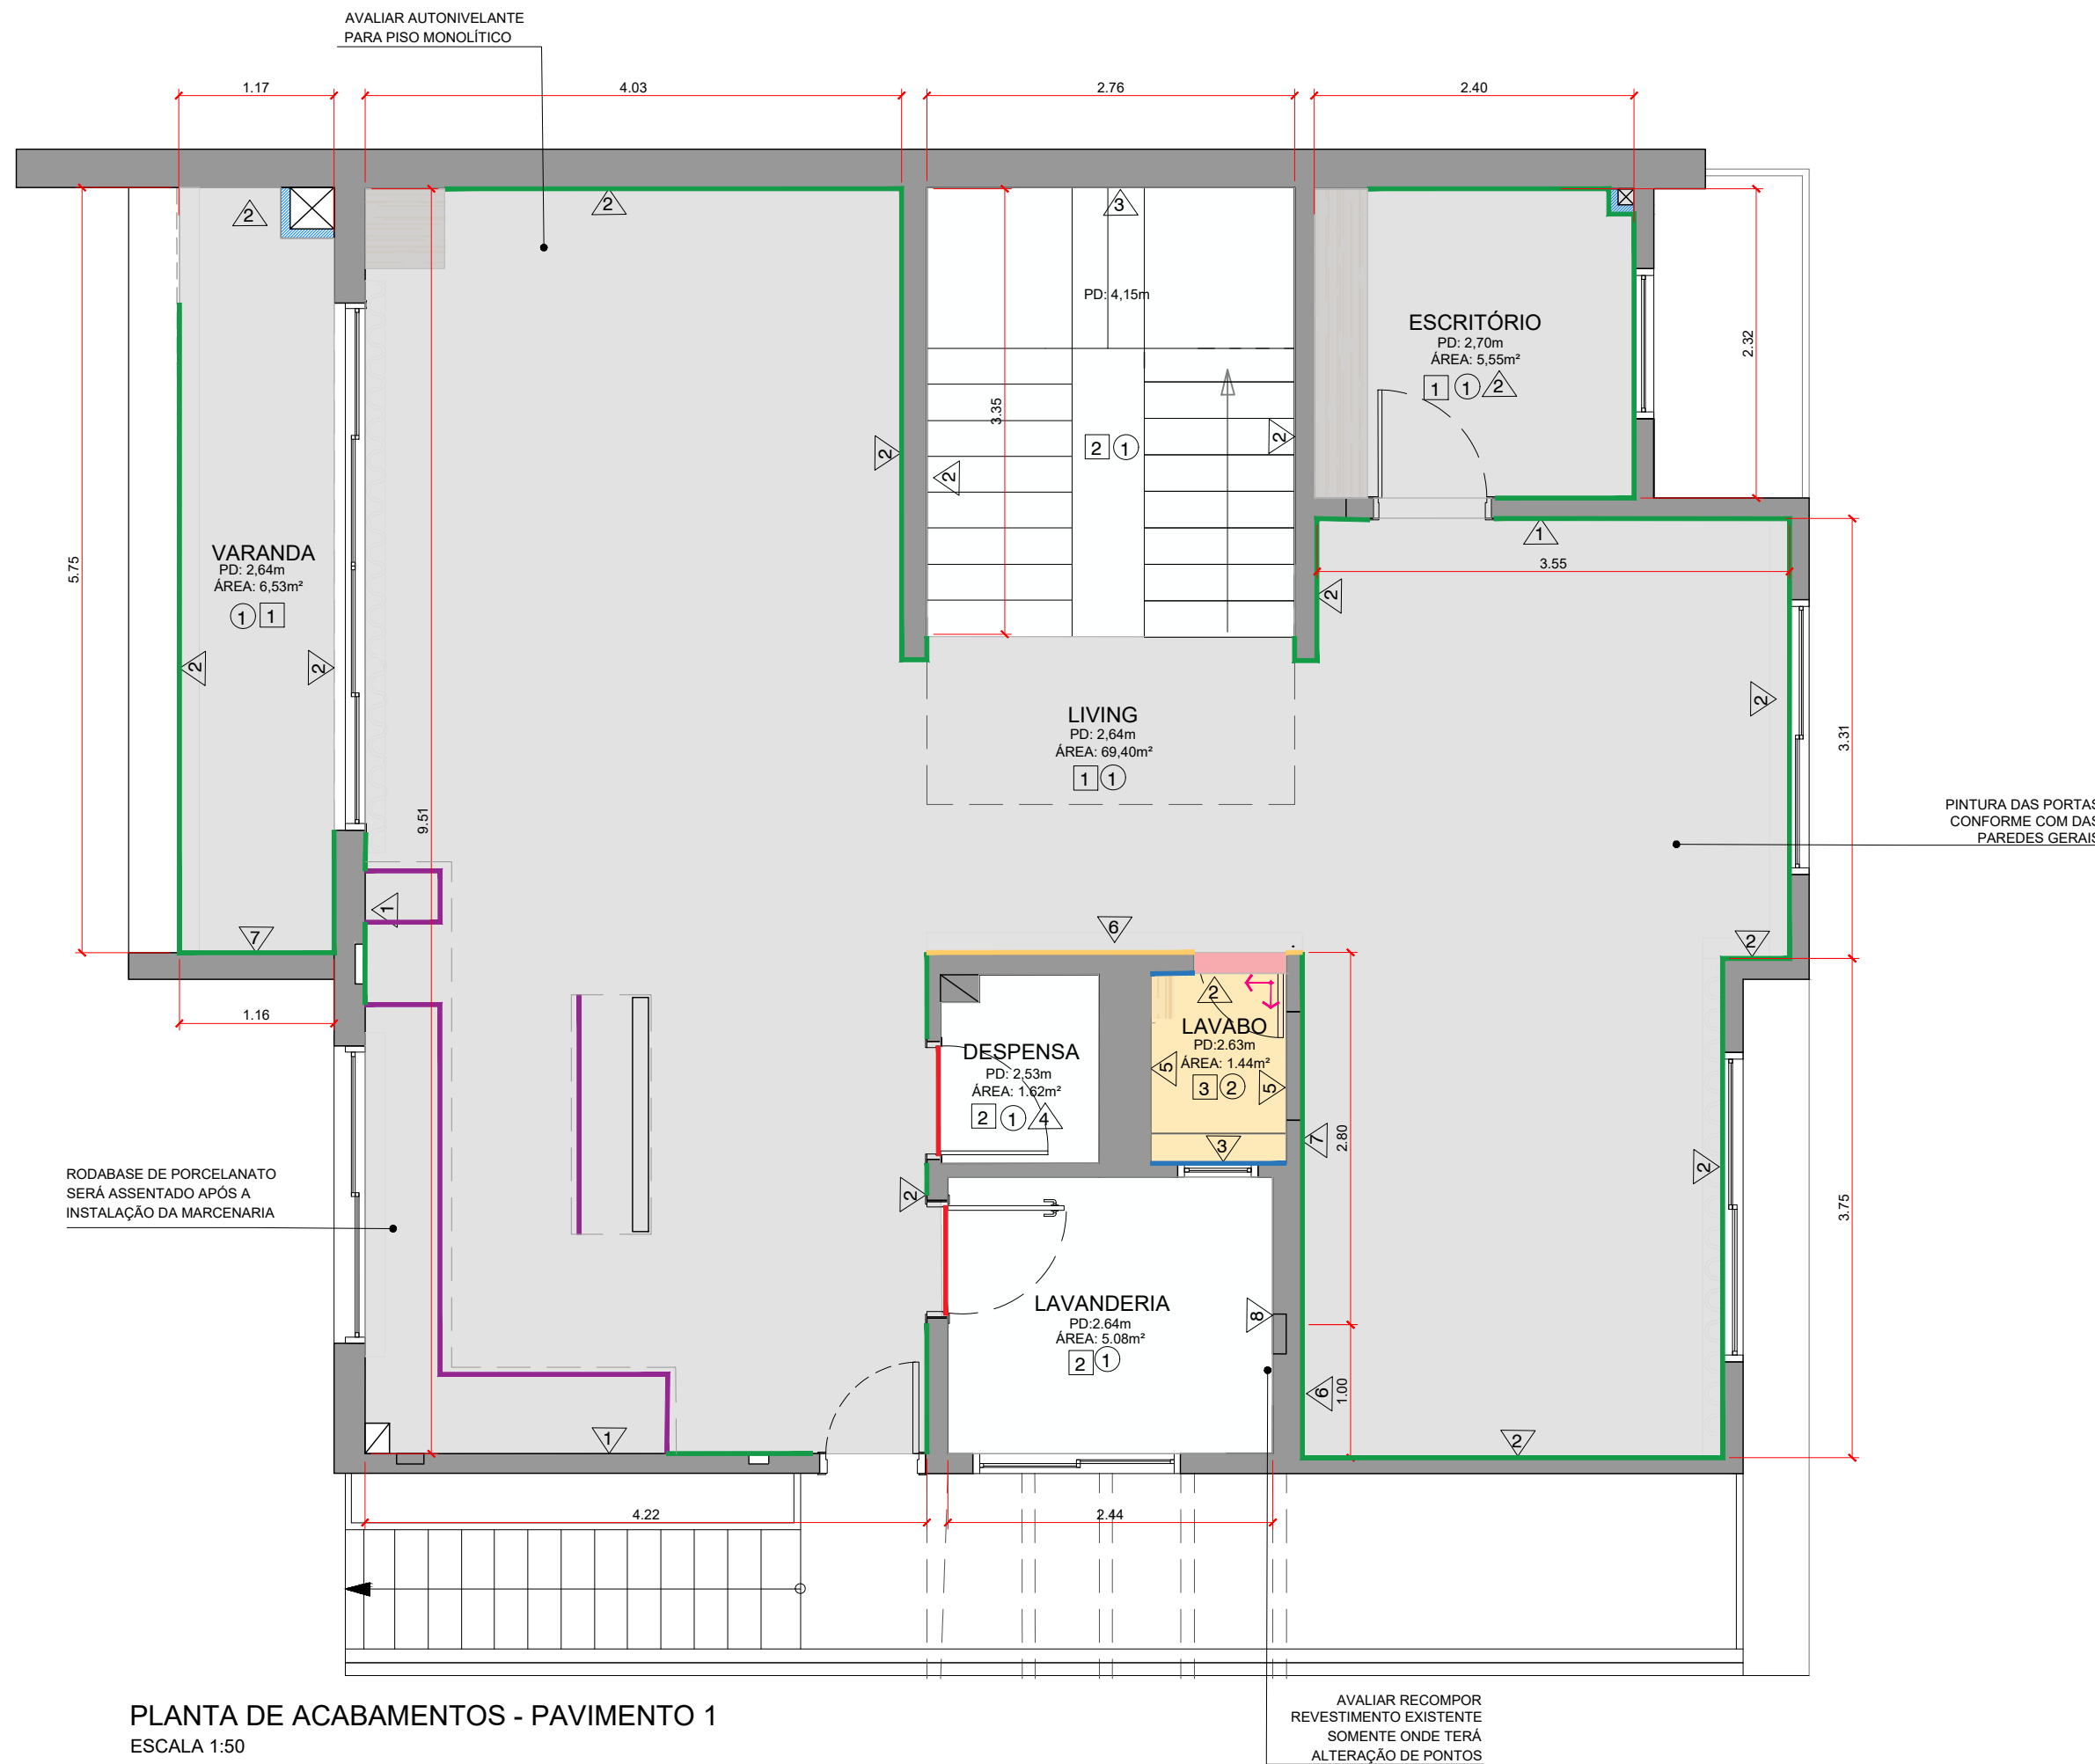 AVALIAR AUTONIVELANTE
PARA PISO MONOLÍTICO
1.17
4.03
2.76
2.40
2
2
3
PD: 4,15m
ESCRITÓRIO
PD: 2,70m
ÁREA: 5,55m²
1 1 2
2.32
3.35
2
2
2
2 1
5.75
VARANDA
PD: 2,64m
ÁREA: 6,53m²
1 1
2
2
1
3.55
2
2
3.31
LIVING
PD: 2,64m
ÁREA: 69,40m²
1 1
9.51
PINTURA DAS PORTAS
CONFORME COM DAS
PAREDES GERAIS
1
7
6
2
1.16
2
LAVABO
PD:2.63m
ÁREA: 1.44m²
3 2
5
5
3
DESPENSA
PD: 2,53m
ÁREA: 1.62m²
2 1 4
7
2.80
2
2
3.75
RODABASE DE PORCELANATO
SERÁ ASSENTADO APÓS A
INSTALAÇÃO DA MARCENARIA
LAVANDERIA
PD:2.64m
ÁREA: 5.08m²
2 1
8
6
1.00
1
2
4.22
2.44
PLANTA DE ACABAMENTOS - PAVIMENTO 1
ESCALA 1:50
AVALIAR RECOMPOR
REVESTIMENTO EXISTENTE
SOMENTE ONDE TERÁ
ALTERAÇÃO DE PONTOS